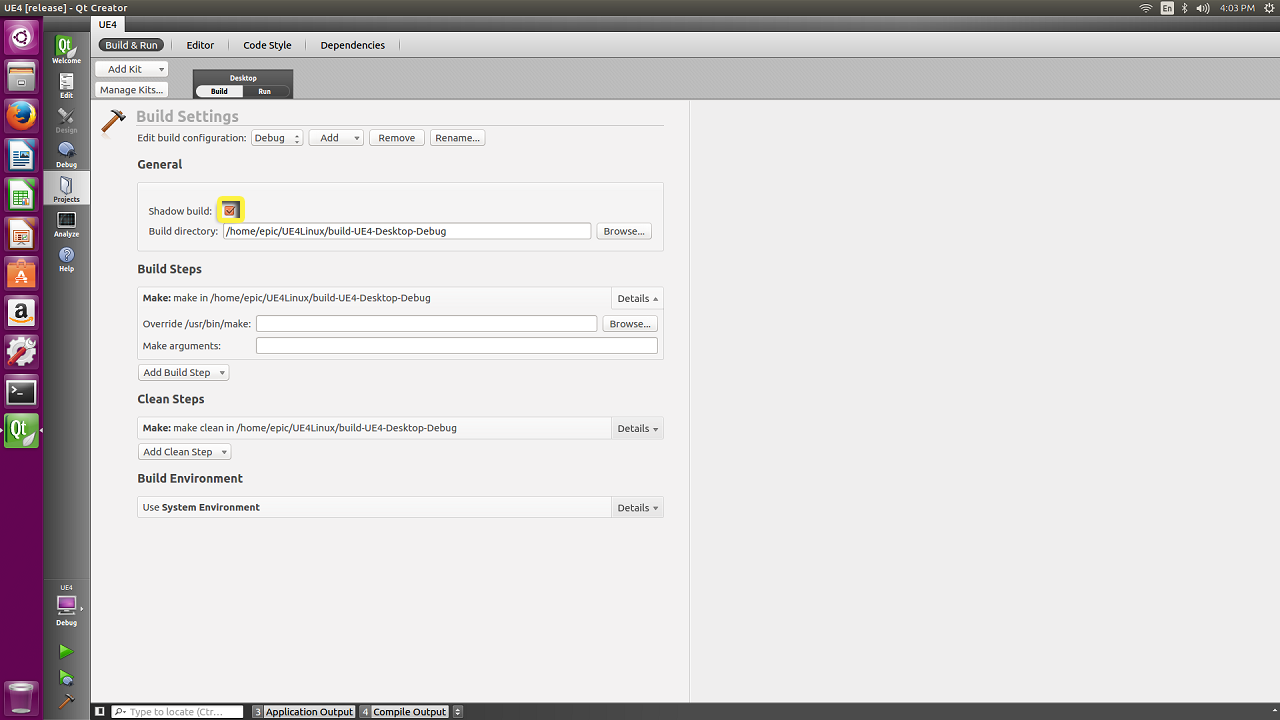 UE4 [release] - Qt Creator
En
4:03 PM
UE4
Welcome
Edit
Design
Debug
Projects
Analyze
Help
UE4
Debug
Build & Run
Editor
Code Style
Dependencies
Add Kit
Manage Kits...
Desktop
Build
Run
Build Settings
Edit build configuration: Debug Add Remove Rename...
General
Shadow build:
Build directory: /home/epic/UE4Linux/build-UE4-Desktop-Debug Browse...
Build Steps
Make: make in /home/epic/UE4Linux/build-UE4-Desktop-Debug Details
Override /usr/bin/make: Browse...
Make arguments:
Add Build Step
Clean Steps
Make: make clean in /home/epic/UE4Linux/build-UE4-Desktop-Debug Details
Add Clean Step
Build Environment
Use System Environment Details
Type to locate (Ctr... 3 Application Output 4 Compile Output